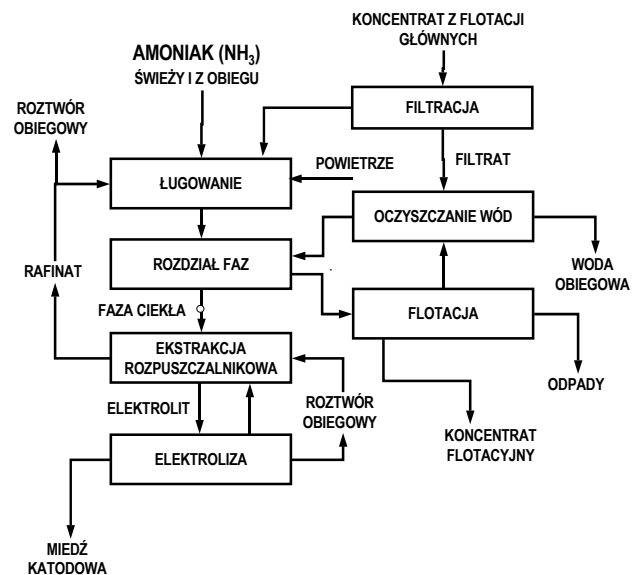 KONCENTRAT Z FLOTACJI
GŁÓWNYCH
AMONIAK (NH3)
ŚWIEŻY I Z OBIEGU
FILTRACJA
ROZTWÓR
OBIEGOWY
POWIETRZE
FILTRAT
ŁUGOWANIE
OCZYSZCZANIE WÓD
ROZDZIAŁ FAZ
RAFINAT
WODA
OBIEGOWA
FAZA CIEKŁA
FLOTACJA
EKSTRAKCJA
ROZPUSZCZALNIKOWA
ODPADY
ELEKTROLIT
ROZTWÓR
OBIEGOWY
KONCENTRAT
FLOTACYJNY
ELEKTROLIZA
MIEDŹ
KATODOWA